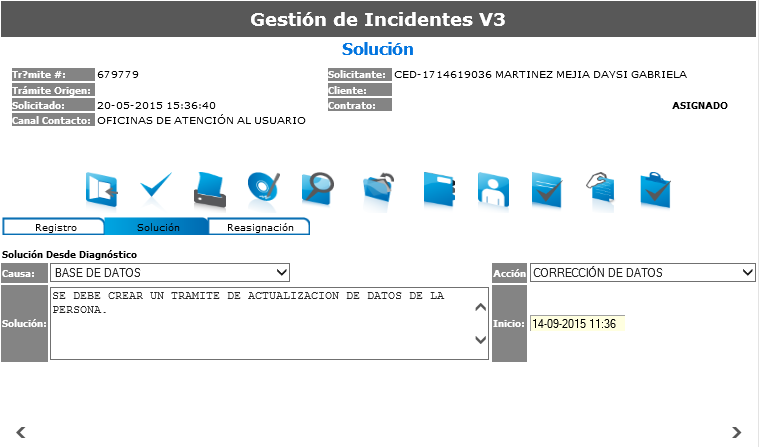 Gestión de Incidentes V3
Solución
Tr?mite #: 679779 Solicitante: CED-1714619036 MARTINEZ MEJIA DAYSI GABRIELA
Trámite Origen: Cliente:
Solicitado: 20-05-2015 15:36:40 Contrato: ASIGNADO
Canal Contacto: OFICINAS DE ATENCIÓN AL USUARIO
Registro Solución Reasignación
Solución Desde Diagnóstico
Causa: BASE DE DATOS Acción CORRECCIÓN DE DATOS
SE DEBE CREAR UN TRAMITE DE ACTUALIZACION DE DATOS DE LA
PERSONA.
Solución: Inicio: 14-09-2015 11:36